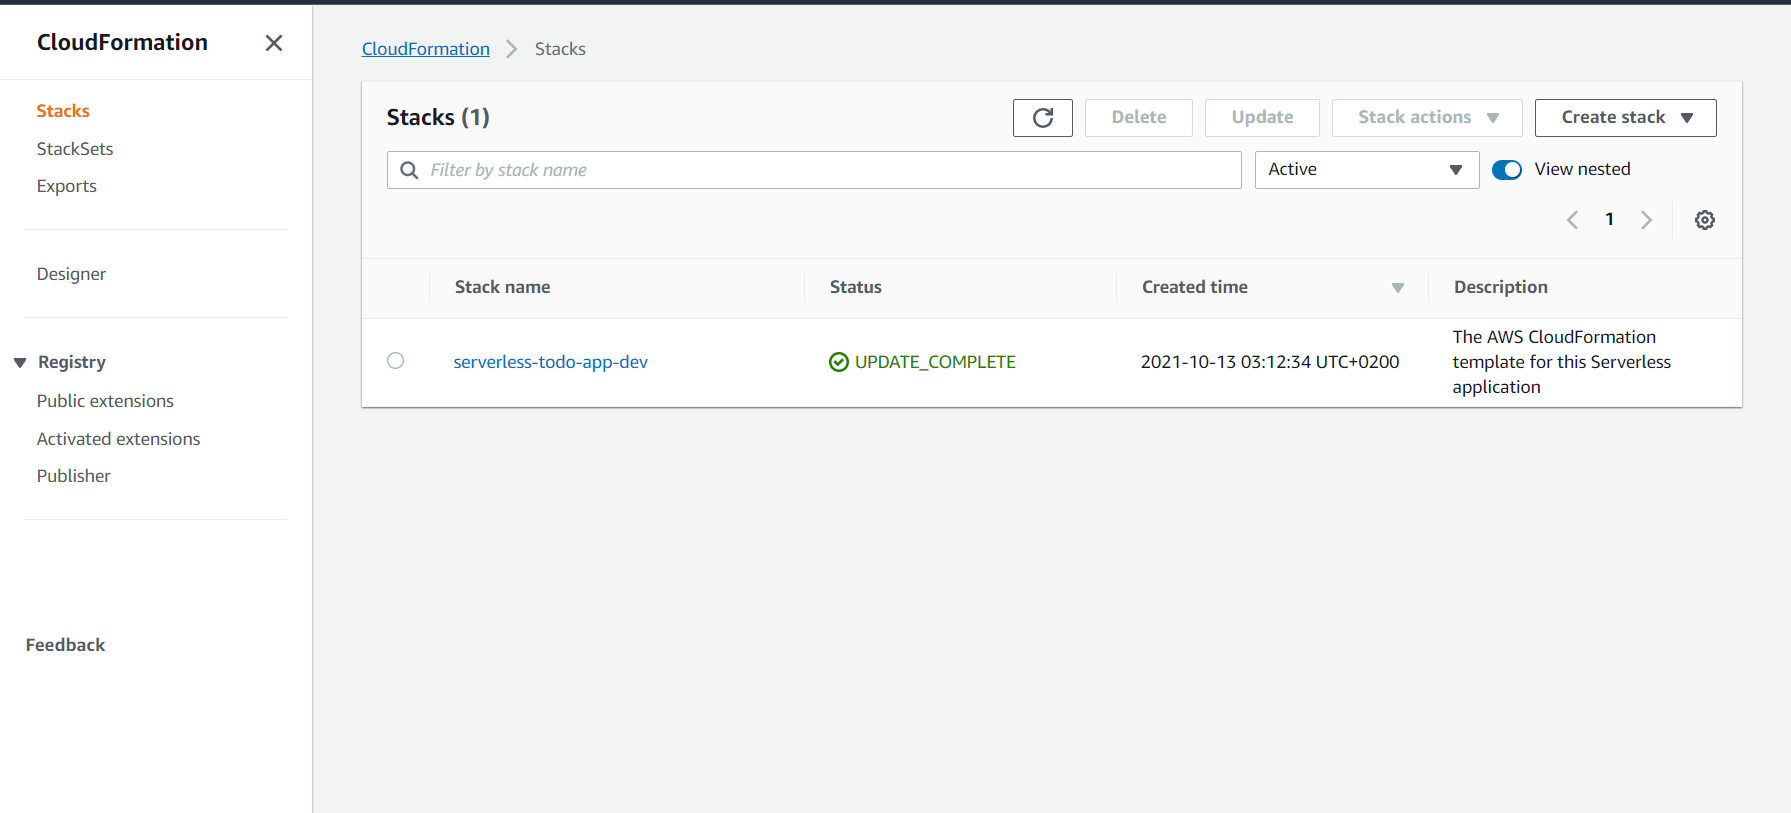 CloudFormation
Stacks
StackSets
Exports
Designer
Registry
Public extensions
Activated extensions
Publisher
Feedback
CloudFormation Stacks
Stacks (1)
Delete Update Stack actions Create stack
Filter by stack name Active View nested
1
Stack name Status Created time Description
serverless-todo-app-dev UPDATE_COMPLETE 2021-10-13 03:12:34 UTC+0200 The AWS CloudFormation
template for this Serverless
application